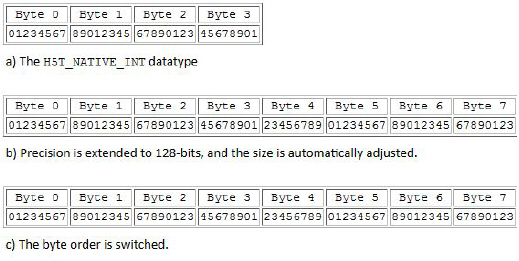 Byte 0 Byte 1 Byte 2 Byte 3
01234567 89012345 67890123 45678901
a) The H5T_NATIVE_INT datatype
Byte 0 Byte 1 Byte 2 Byte 3 Byte 4 Byte 5 Byte 6 Byte 7
01234567 89012345 67890123 45678901 23456789 01234567 89012345 67890123
b) Precision is extended to 128-bits, and the size is automatically adjusted.
Byte 0 Byte 1 Byte 2 Byte 3 Byte 4 Byte 5 Byte 6 Byte 7
01234567 89012345 67890123 45678901 23456789 01234567 89012345 67890123
c) The byte order is switched.